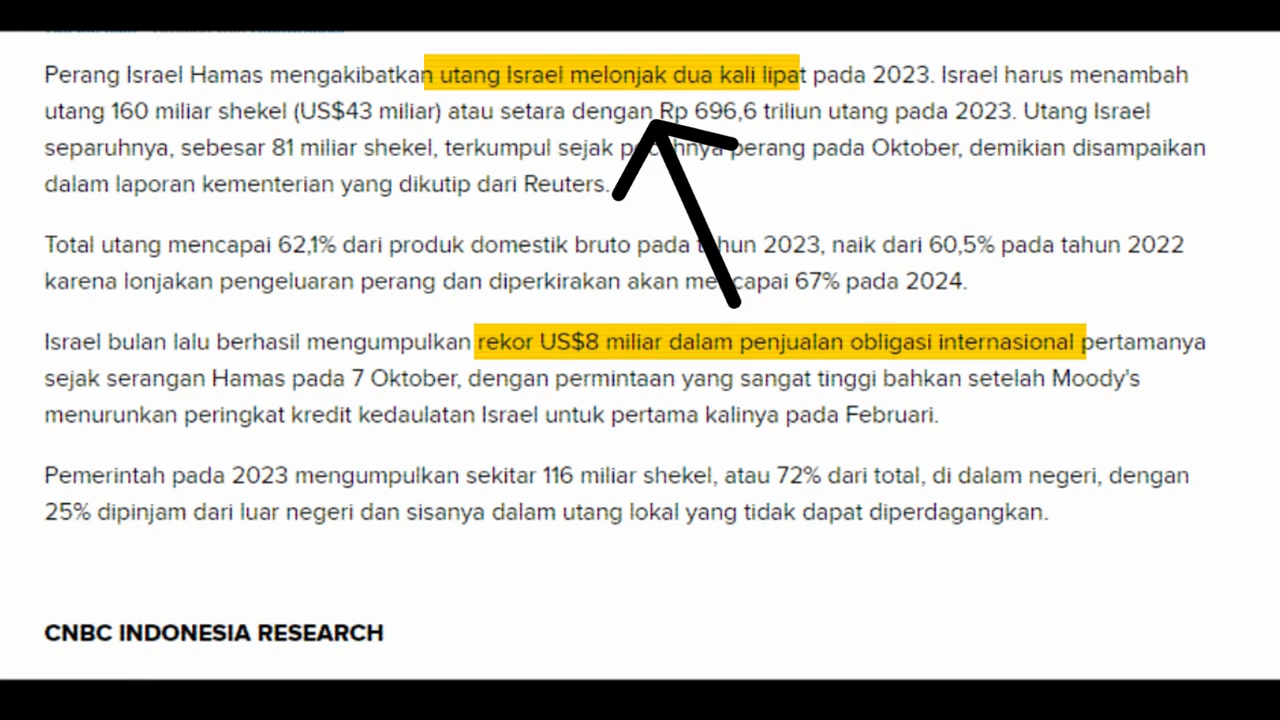 Perang Israel Hamas mengakibatkan utang Israel melonjak dua kali lipat pada 2023. Israel harus menambah
utang 160 miliar shekel (US$43 miliar) atau setara dengan Rp 696,6 triliun utang pada 2023. Utang Israel
separuhnya, sebesar 81 miliar shekel, terkumpul sejak pecahnya perang pada Oktober, demikian disampaikan
dalam laporan kementerian yang dikutip dari Reuters.
Total utang mencapai 62,1% dari produk domestik bruto pada tahun 2023, naik dari 60,5% pada tahun 2022
karena lonjakan pengeluaran perang dan diperkirakan akan mencapai 67% pada 2024.
Israel bulan lalu berhasil mengumpulkan rekor US$8 miliar dalam penjualan obligasi internasional pertamanya
sejak serangan Hamas pada 7 Oktober, dengan permintaan yang sangat tinggi bahkan setelah Moody's
menurunkan peringkat kredit kedaulatan Israel untuk pertama kalinya pada Februari.
Pemerintah pada 2023 mengumpulkan sekitar 116 miliar shekel, atau 72% dari total, di dalam negeri, dengan
25% dipinjam dari luar negeri dan sisanya dalam utang lokal yang tidak dapat diperdagangkan.
CNBC INDONESIA RESEARCH